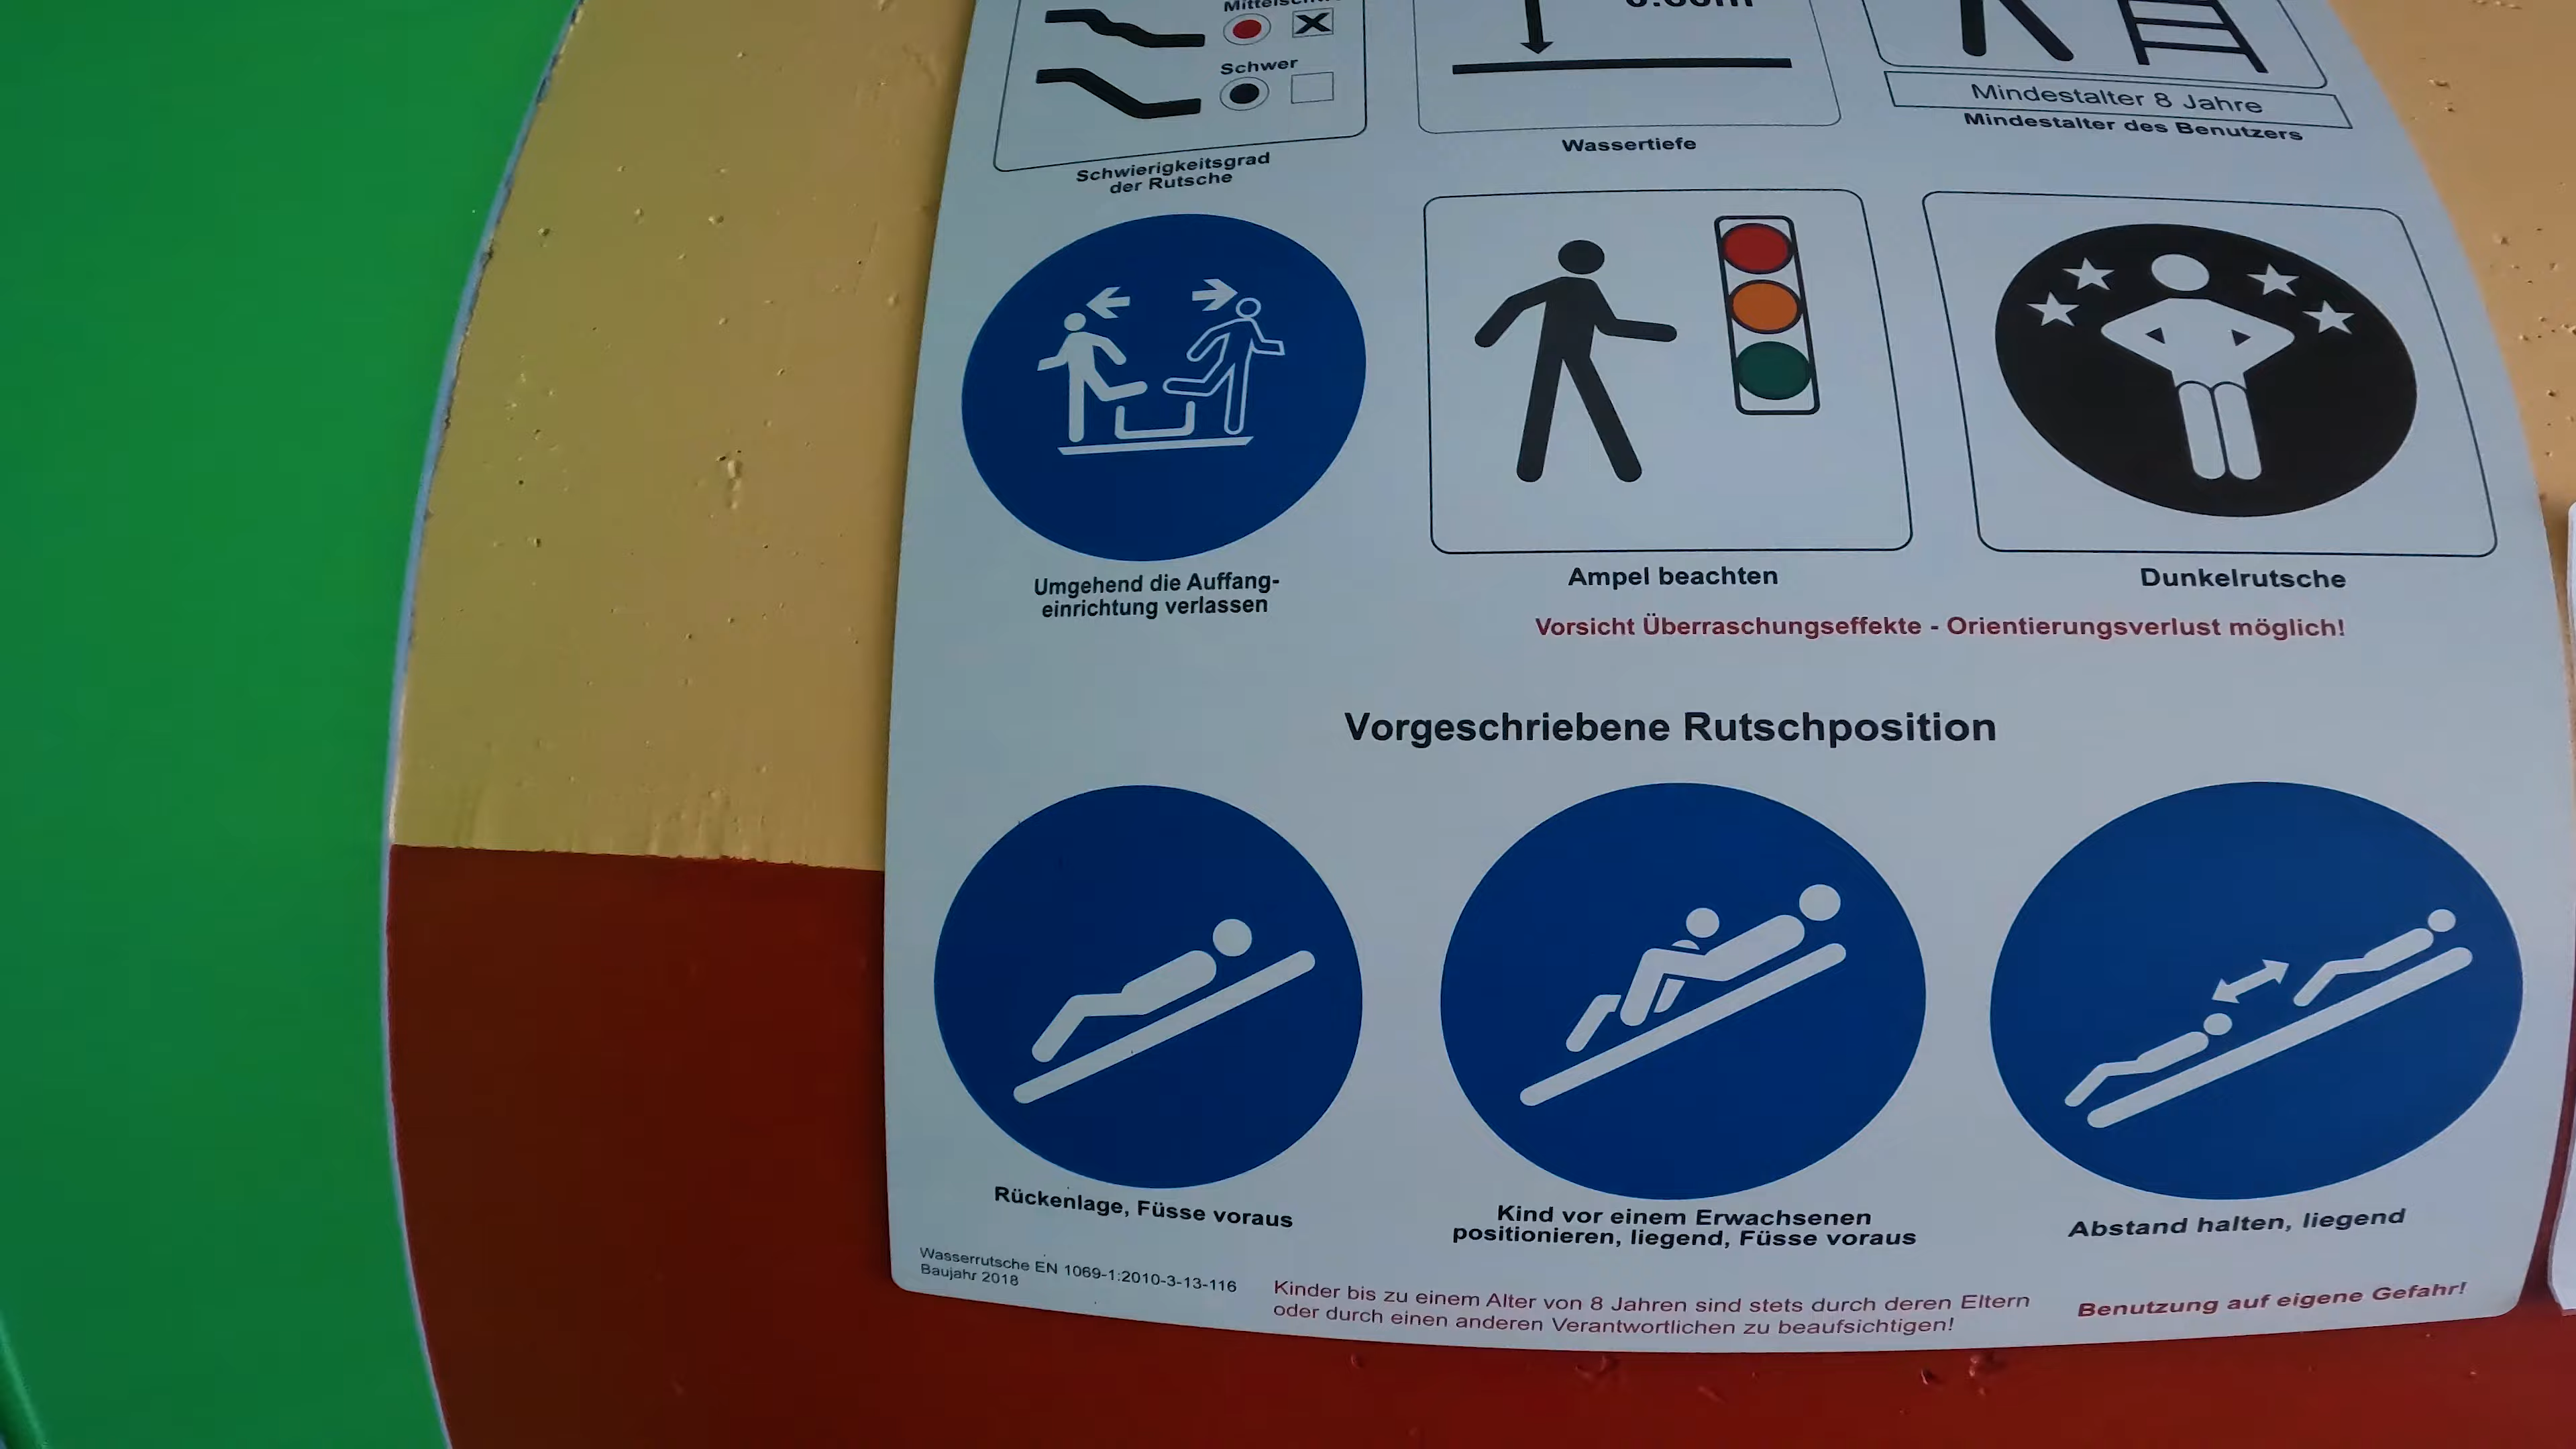 Schwer
Schwierigkeitsgrad
der Rutsche
Wassertiefe
Mindestalter 8 Jahre
Mindestalter des Benutzers
Umgehend die Auffang-
einrichtung verlassen
Ampel beachten
Dunkelrutsche
Vorsicht Überraschungseffekte - Orientierungsverlust möglich!
Vorgeschriebene Rutschposition
Rückenlage, Füsse voraus
Kind vor einem Erwachsenen
positionieren, liegend, Füsse voraus
Abstand halten, liegend
Wasserrutsche EN 1069-1:2010-3-13-116
Baujahr 2018
Kinder bis zu einem Alter von 8 Jahren sind stets durch deren Eltern
oder durch einen anderen Verantwortlichen zu beaufsichtigen!
Benutzung auf eigene Gefahr!